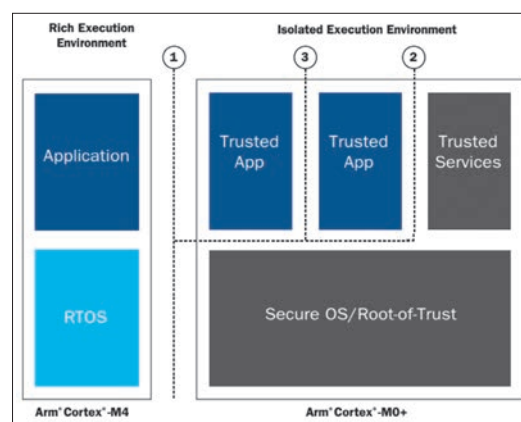 Rich Execution
Environment
Isolated Execution Environment
1
3
2
Application
Trusted
App
Trusted
App
Trusted
Services
RTOS
Secure OS/Root-of-Trust
Arm® Cortex®-M4
Arm® Cortex®-M0+